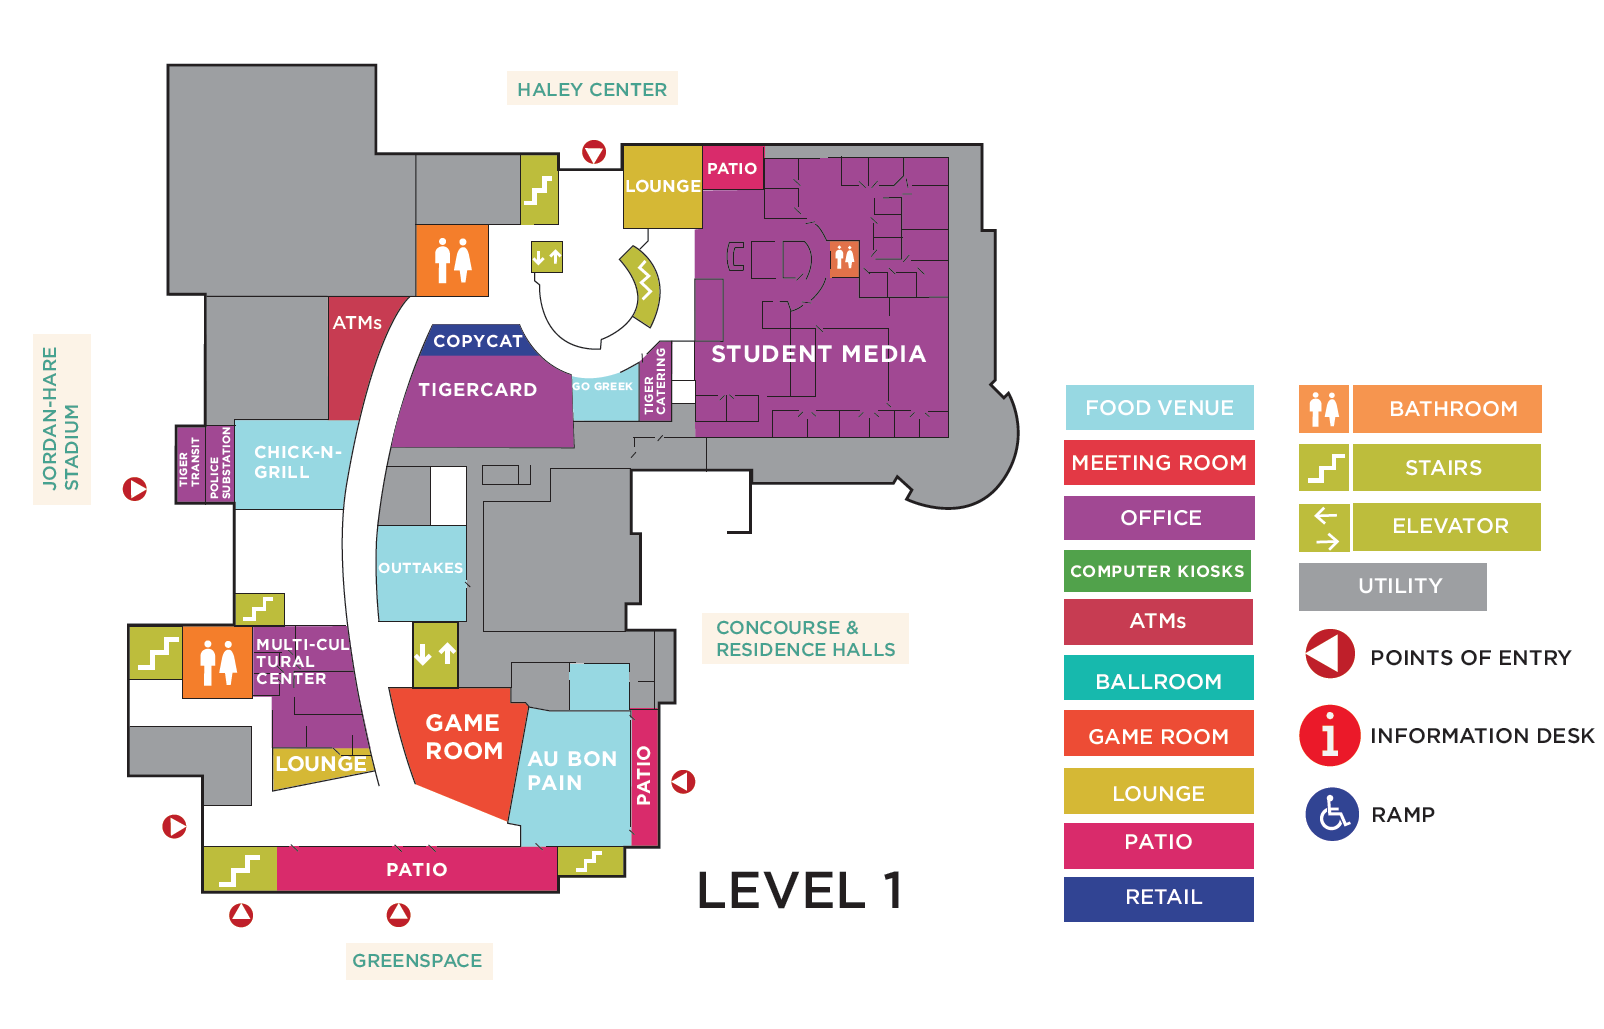 HALEY CENTER
LOUNGE
PATIO
ATMs
COPYCAT
TIGERCARD
GO GREEK
TIGER
CATERING
STUDENT MEDIA
JORDAN-HARE
STADIUM
TIGER
TRANSIT
POLICE
SUBSTATION
CHICK-N-
GRILL
OUTTAKES
MULTI-CUL
TURAL
CENTER
LOUNGE
GAME
ROOM
AU BON
PAIN
PATIO
CONCOURSE &
RESIDENCE HALLS
PATIO
GREENSPACE
LEVEL 1
FOOD VENUE
MEETING ROOM
OFFICE
COMPUTER KIOSKS
ATMs
BALLROOM
GAME ROOM
LOUNGE
PATIO
RETAIL
BATHROOM
STAIRS
ELEVATOR
UTILITY
POINTS OF ENTRY
i
INFORMATION DESK
RAMP